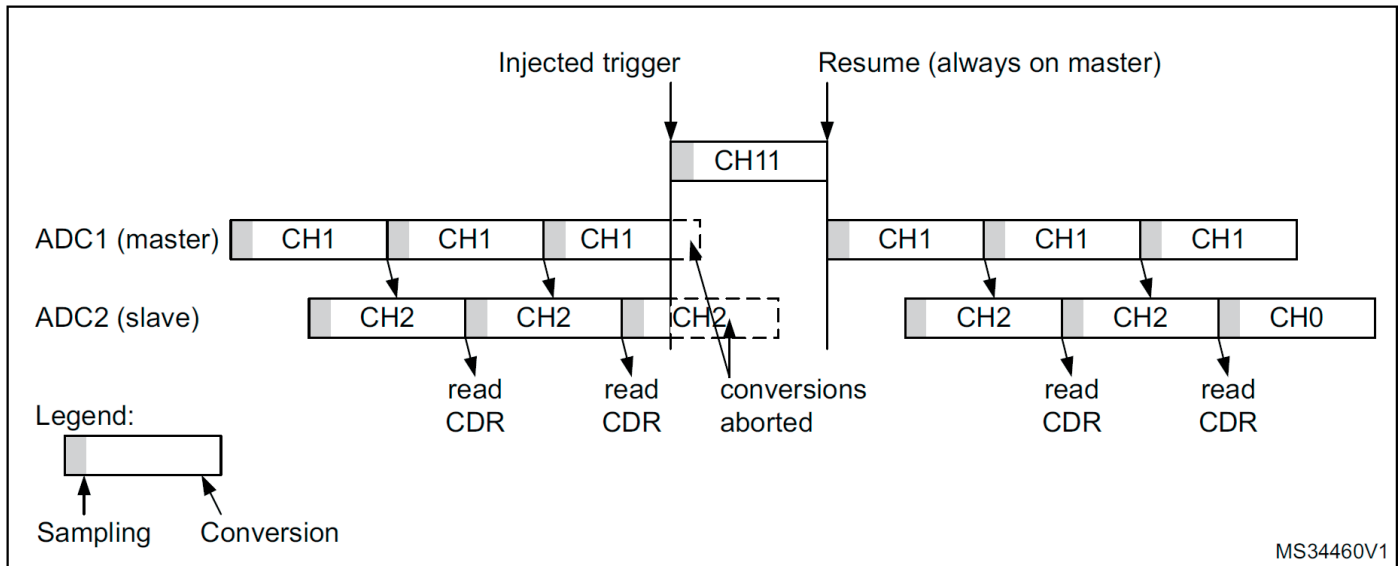 Injected trigger
Resume (always on master)
CH11
ADC1 (master)
CH1
CH1
CH1
CH1
CH1
CH1
ADC2 (slave)
CH2
CH2
CH2
CH2
CH2
CH0
read
CDR
read
CDR
conversions
aborted
read
CDR
read
CDR
Legend:
Sampling
Conversion
MS34460V1